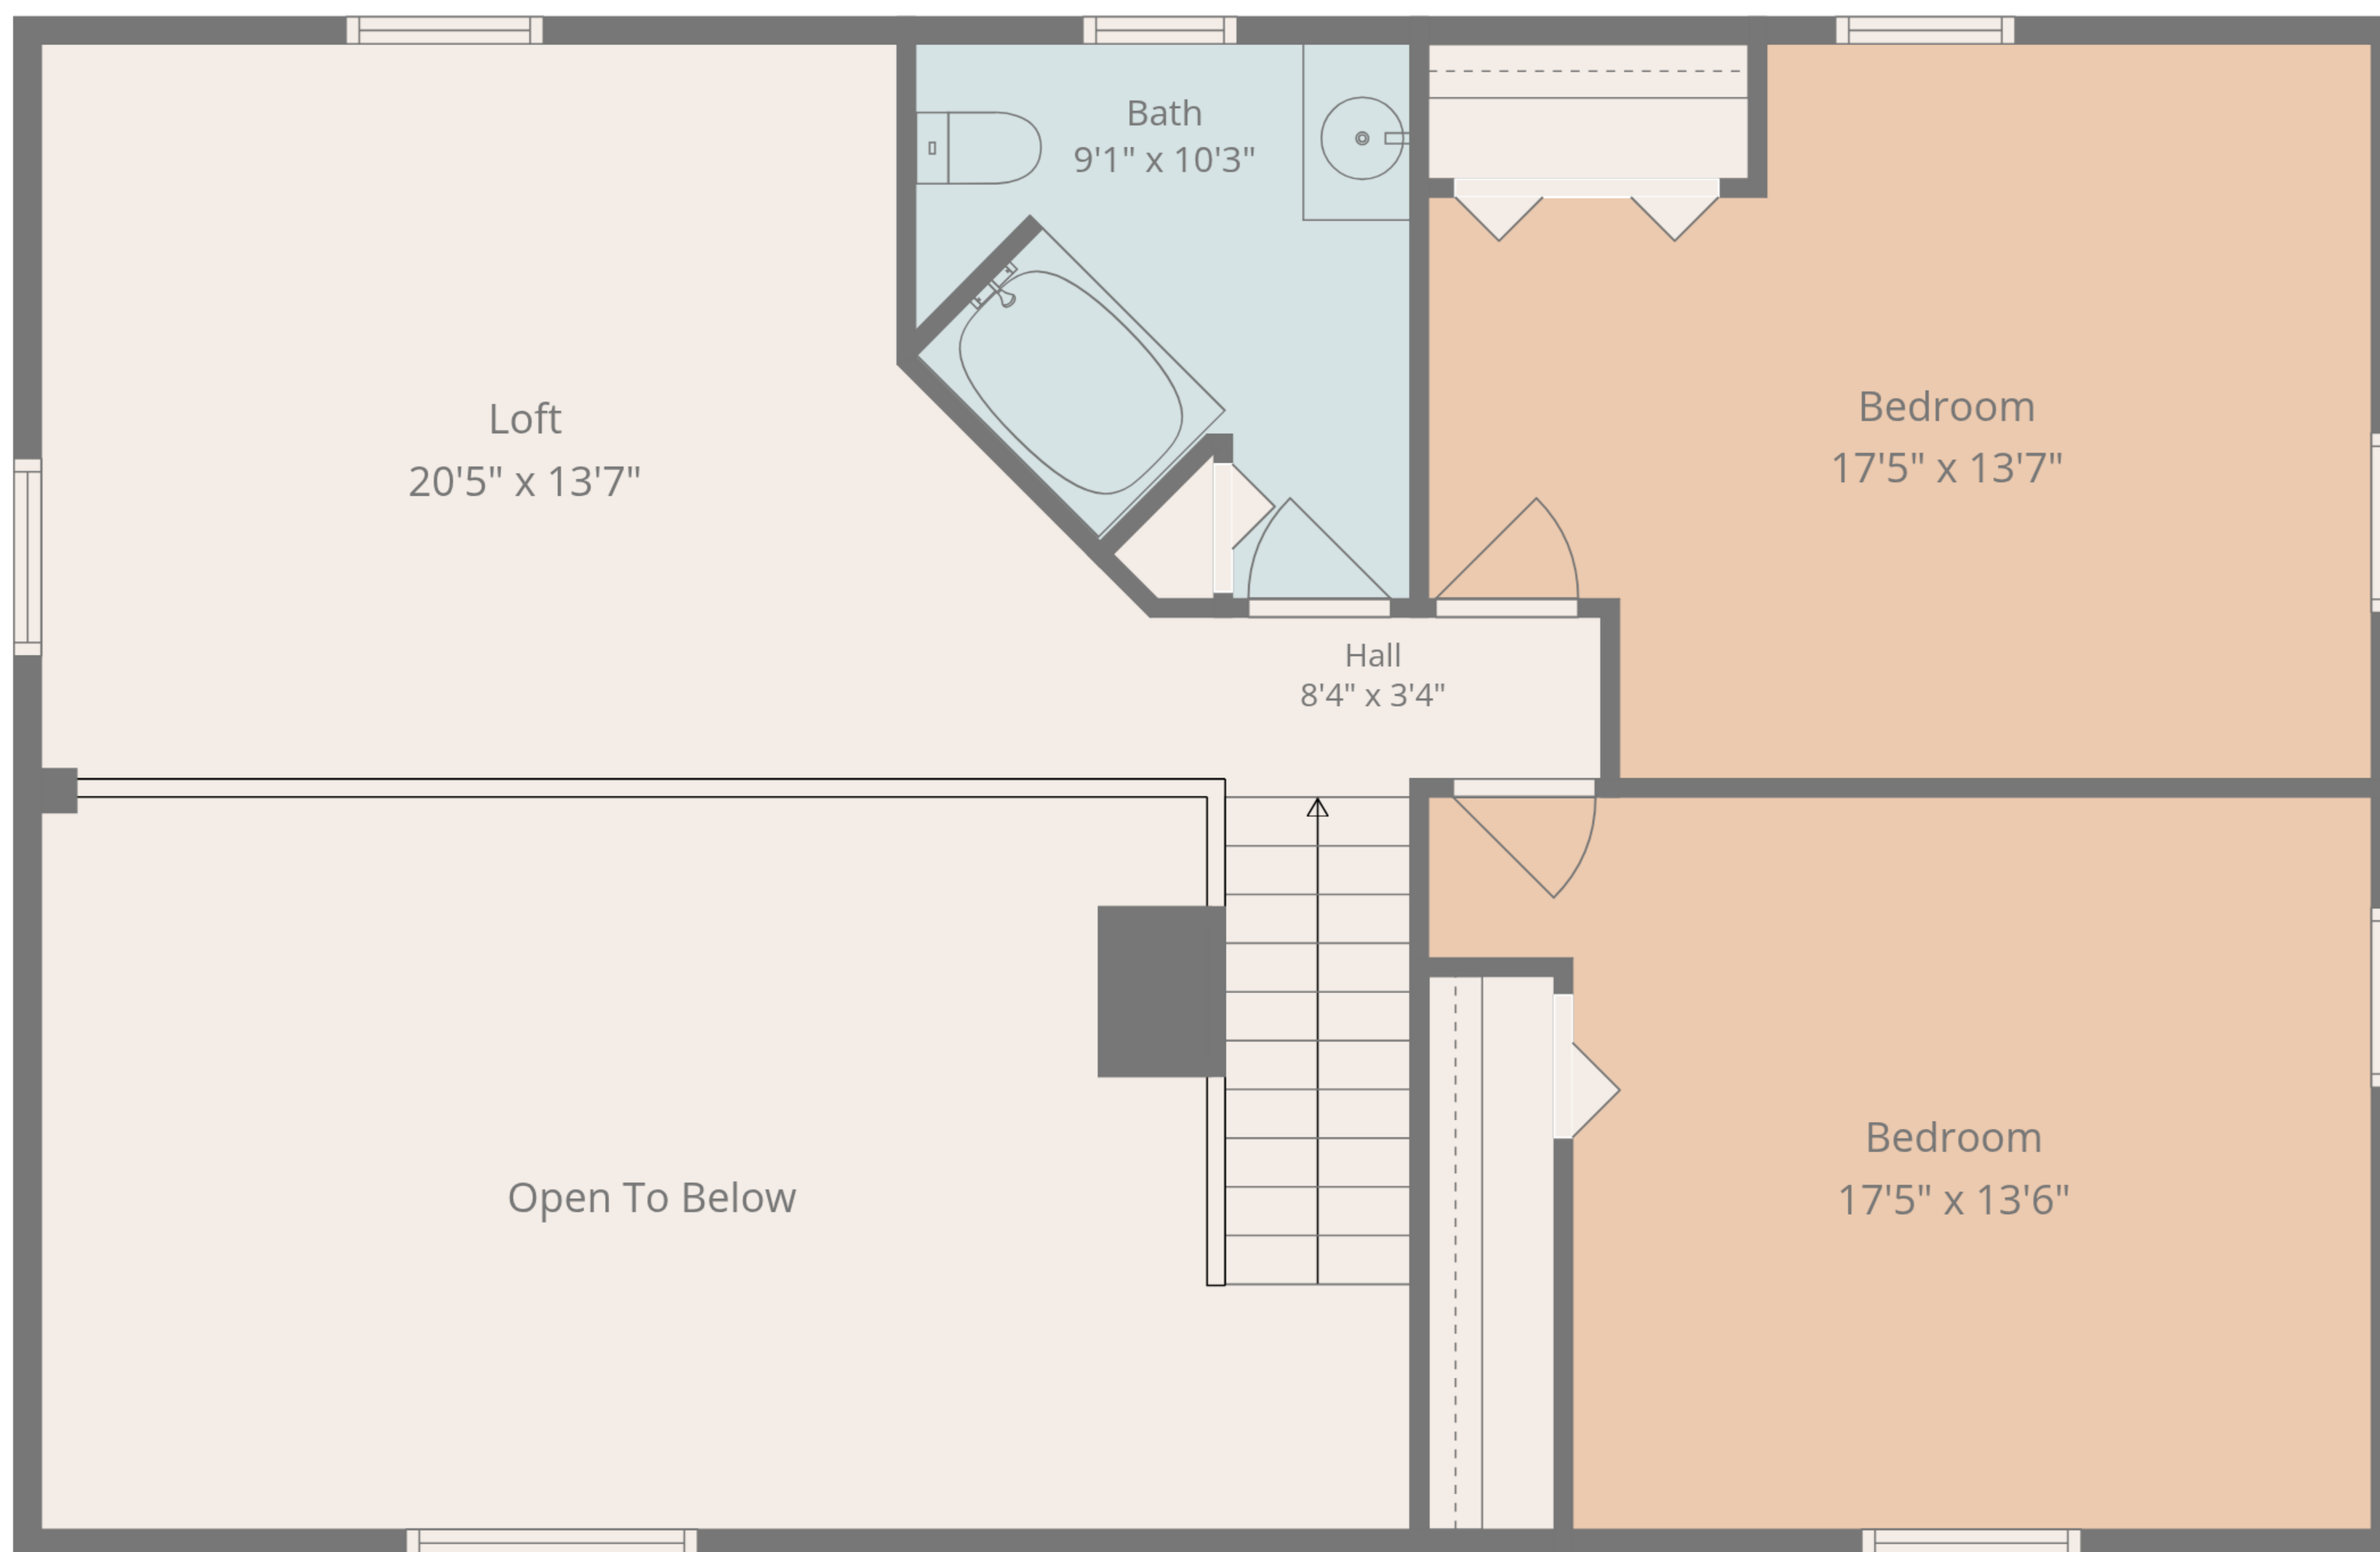 Bath
9'1" x 10'3"
Loft
20'5" x 13'7"
Bedroom
17'5" x 13'7"
Hall
8'4" x 3'4"
Open To Below
Bedroom
17'5" x 13'6"